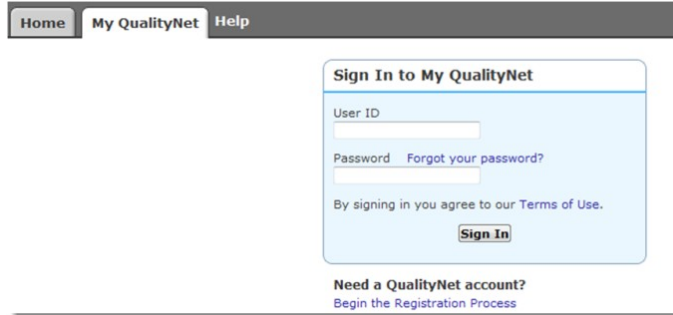 Home My QualityNet Help
Sign In to My QualityNet
User ID
Password Forgot your password?
By signing in you agree to our Terms of Use.
Sign In
Need a QualityNet account?
Begin the Registration Process